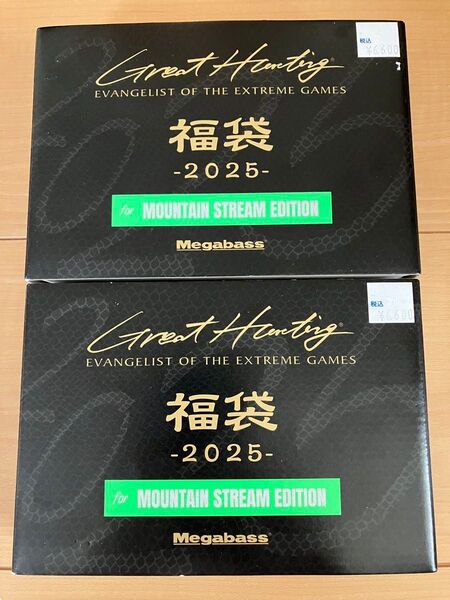 税込
¥6,600
Great Hunting
EVANGELIST OF THE EXTREME GAMES
福袋
-2025-
for MOUNTAIN STREAM EDITION
Megabass®
税込
¥6,600
Great Hunting®
EVANGELIST OF THE EXTREME GAMES
福袋
-2025-
for MOUNTAIN STREAM EDITION
Megabass®